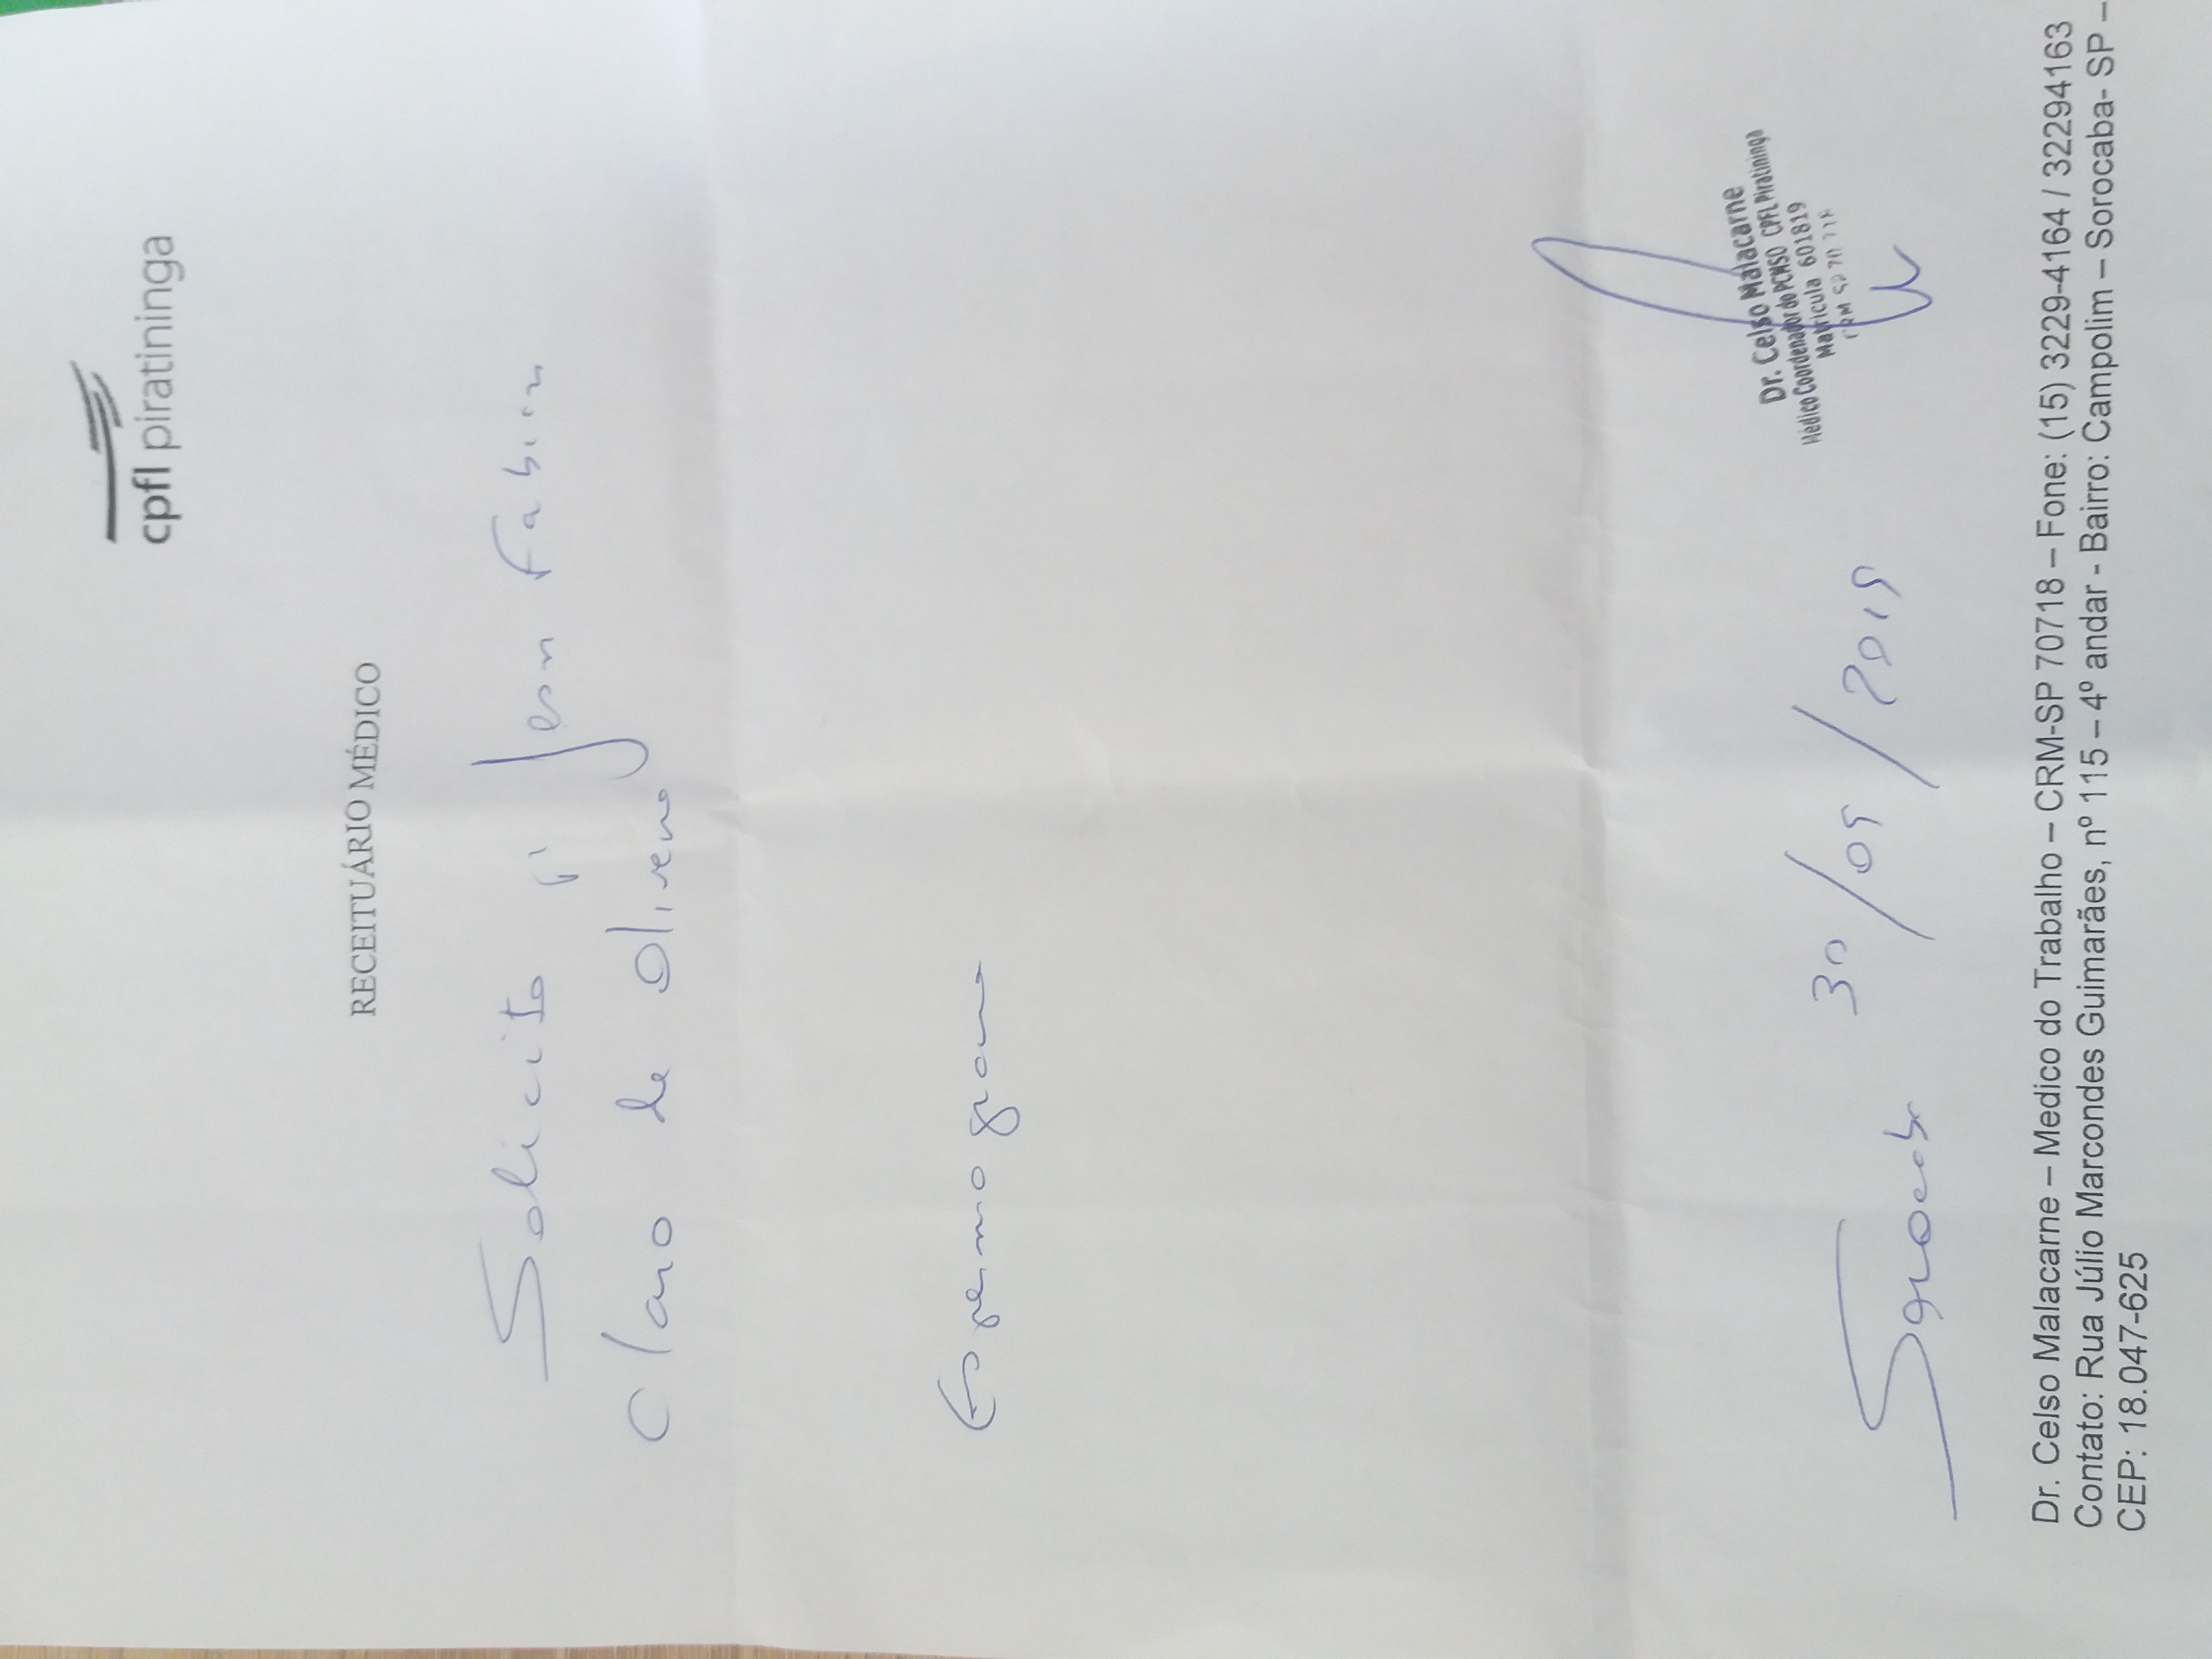 cpfl piratininga
RECEITUÁRIO MÉDICO
Solicito p/ Jean Fabian
Claro de Oliveira
Espermograma
Dr. Celso Malacarne
Médico Coordenador do PCMSO CPFL Piratininga
Matrícula 601819
CRM SP 70 718
Sorocaba 30/09/2019
Dr. Celso Malacarne – Medico do Trabalho – CRM-SP 70718 – Fone: (15) 3229-4164 / 32294163
Contato: Rua Júlio Marcondes Guimarães, nº 115 – 4º andar - Bairro: Campolim – Sorocaba- SP –
CEP: 18.047-625